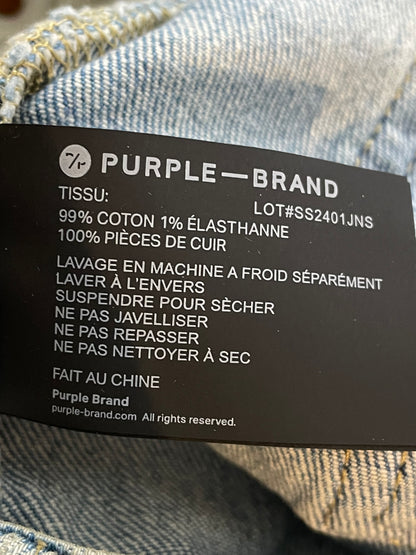 PURPLE—BRAND
TISSU:
LOT#SS2401JNS
99% COTON 1% ÉLASTHANNE
100% PIÈCES DE CUIR
LAVAGE EN MACHINE A FROID SÉPARÉMENT
LAVER À L'ENVERS
SUSPENDRE POUR SÈCHER
NE PAS JAVELLISER
NE PAS REPASSER
NE PAS NETTOYER À SEC
FAIT AU CHINE
Purple Brand
purple-brand.com All rights reserved.